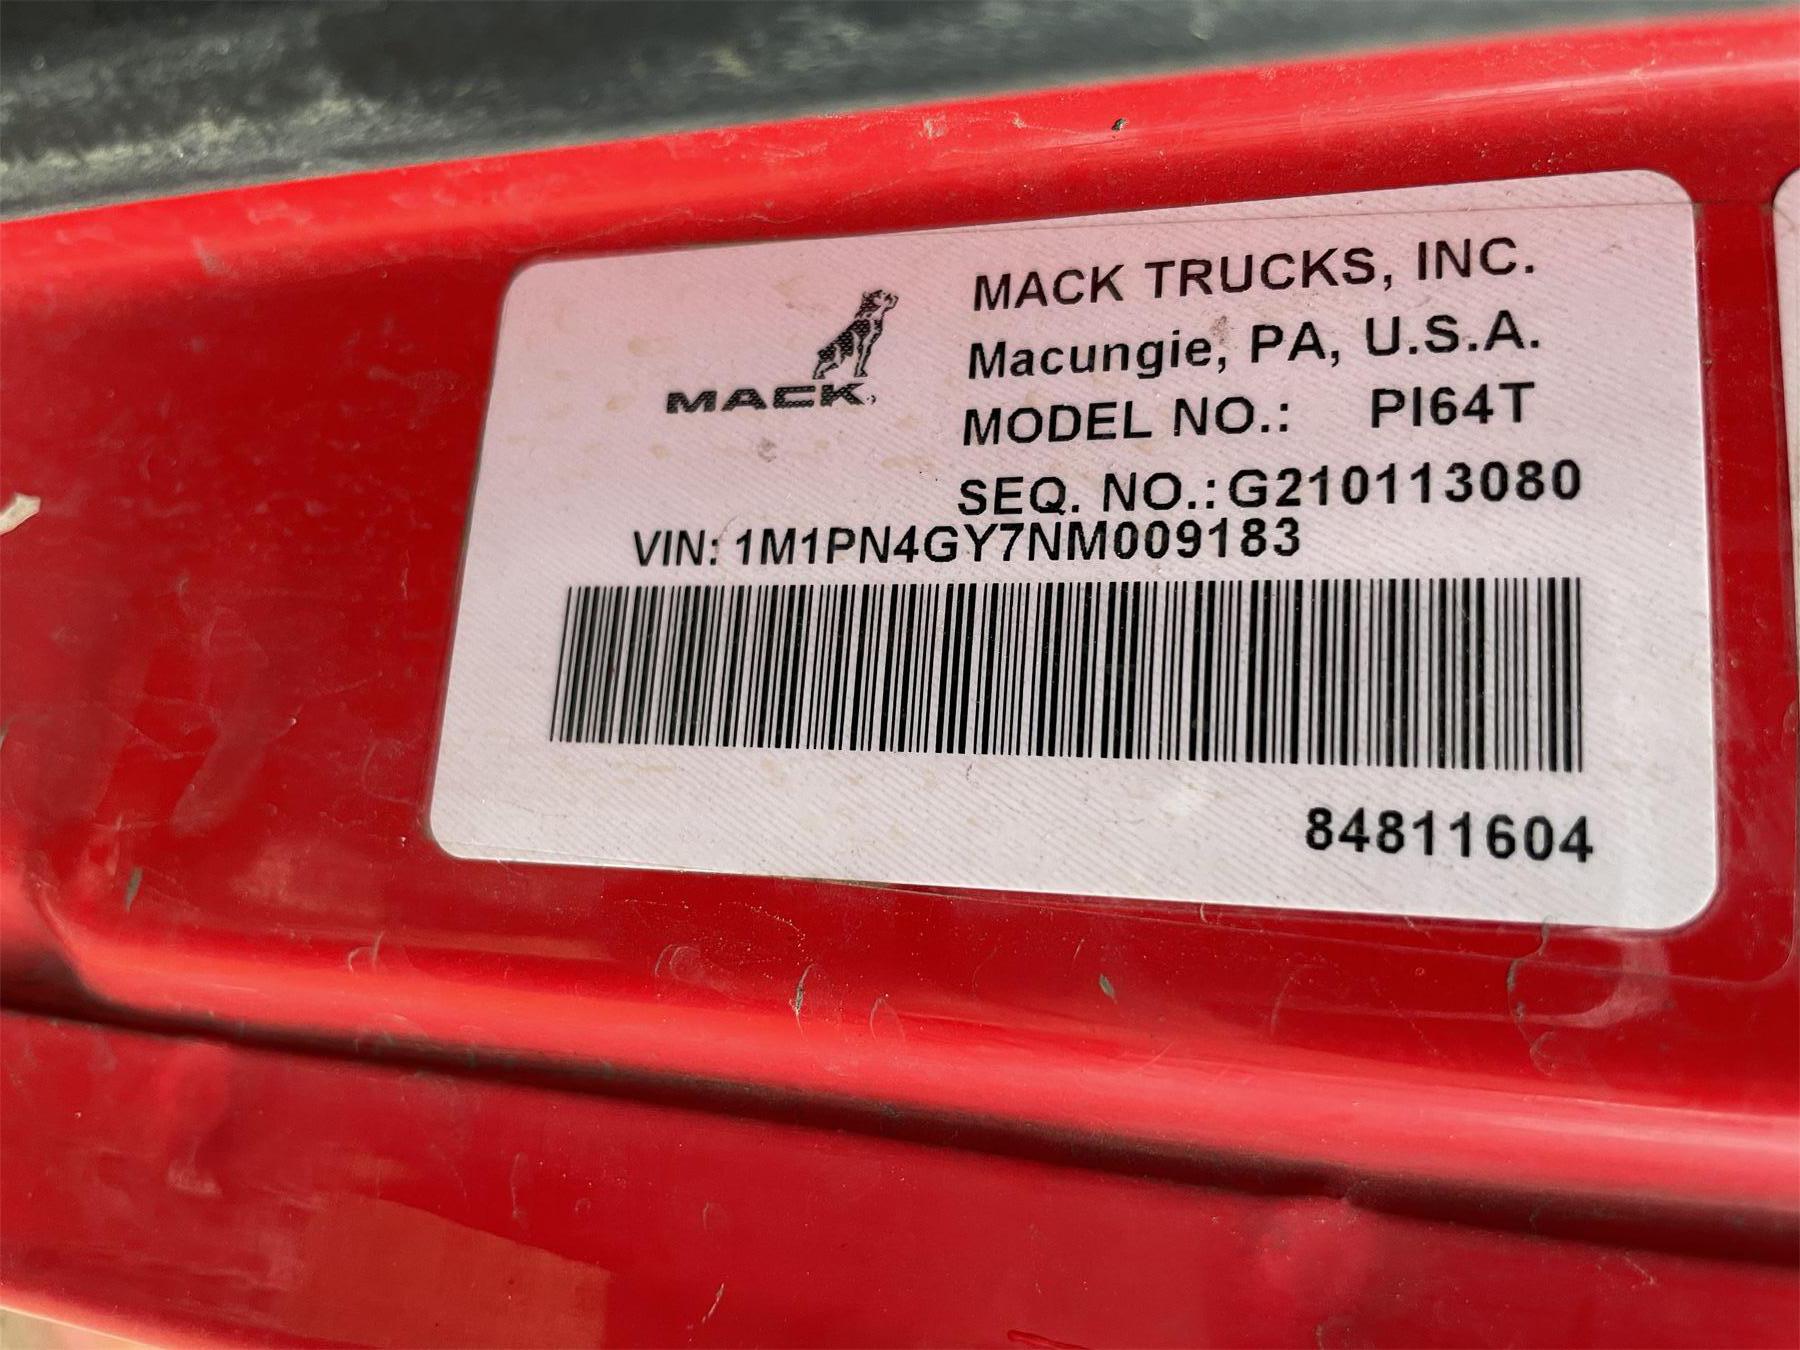 MACK
MACK TRUCKS, INC.
Macungie, PA, U.S.A.
MODEL NO.: PI64T
SEQ. NO.: G210113080
VIN: 1M1PN4GY7NM009183
84811604